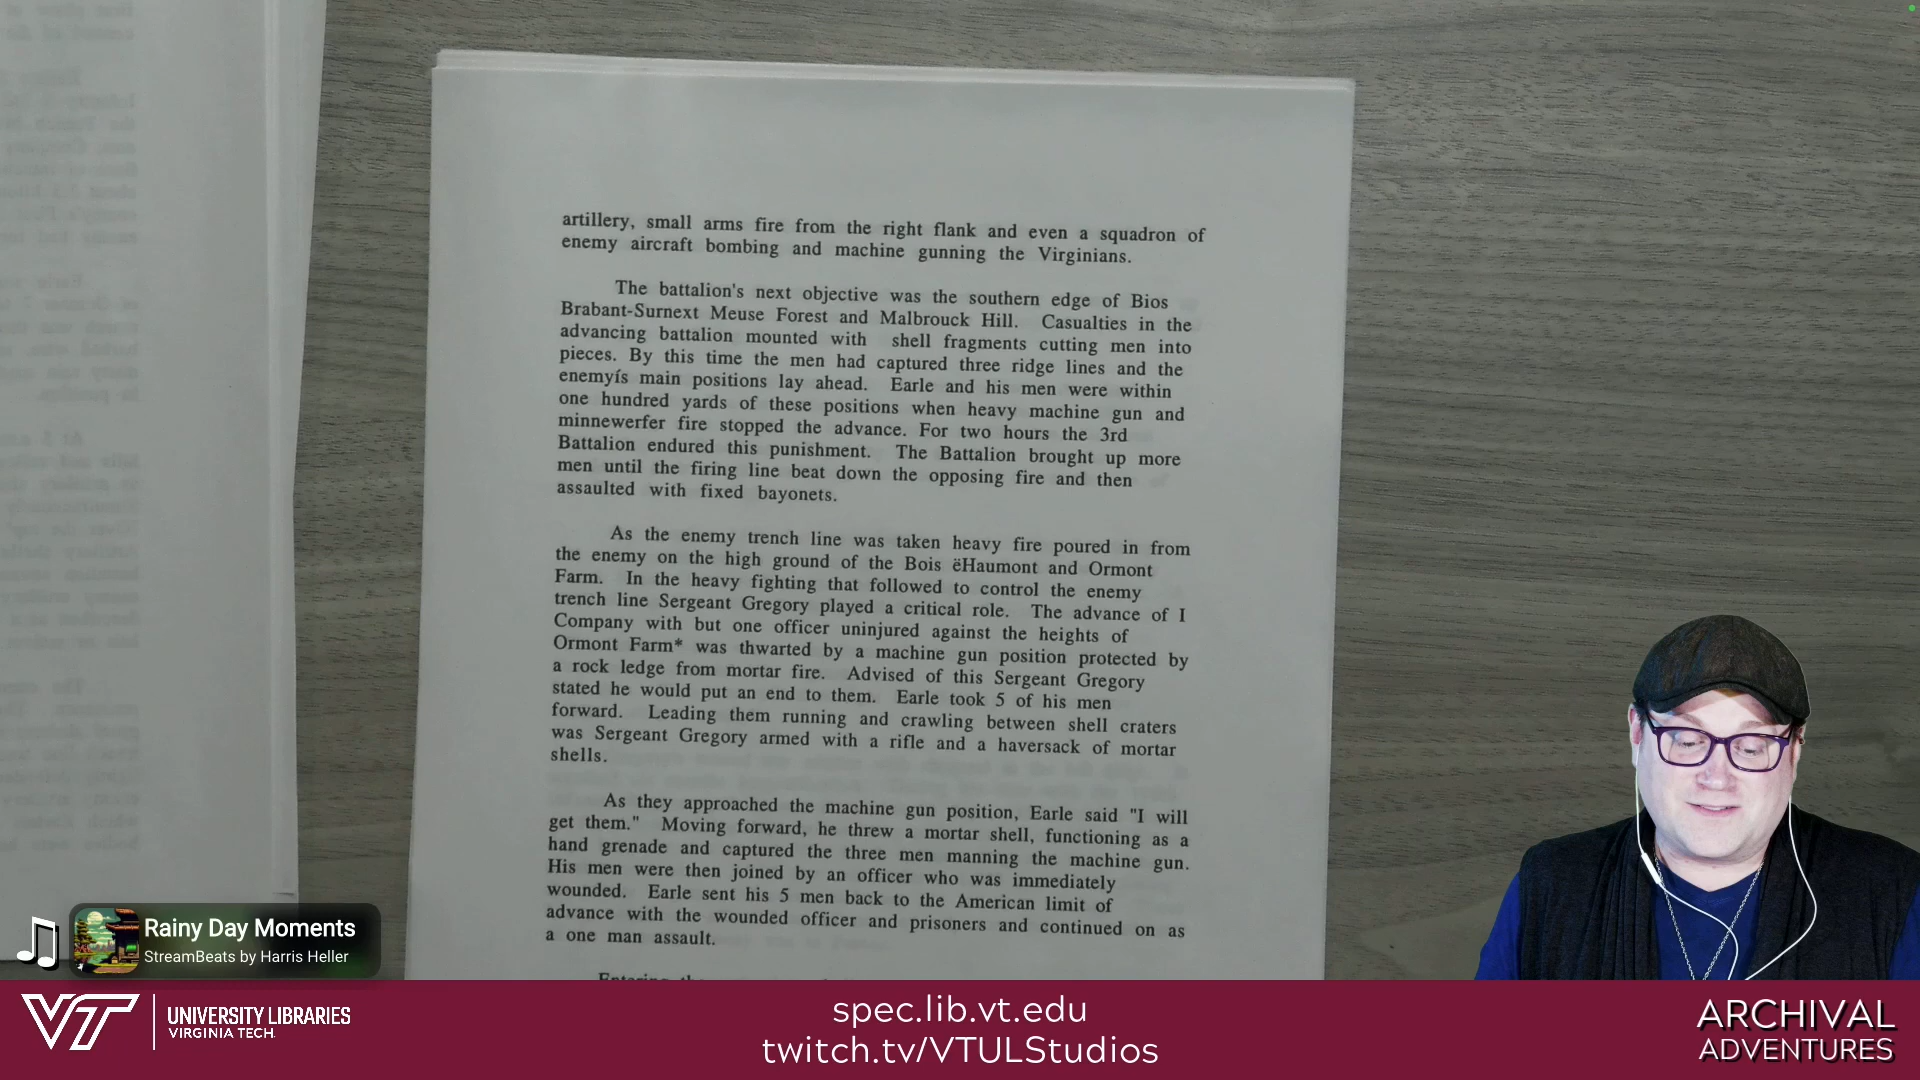 artillery, small arms fire from the right flank and even a squadron of
enemy aircraft bombing and machine gunning the Virginians.
The battalion's next objective was the southern edge of Bios
Brabant-Surnext Meuse Forest and Malbrouck Hill. Casualties in the
advancing battalion mounted with shell fragments cutting men into
pieces. By this time the men had captured three ridge lines and the
enemyís main positions lay ahead. Earle and his men were within
one hundred yards of these positions when heavy machine gun and
minnewerfer fire stopped the advance. For two hours the 3rd
Battalion endured this punishment. The Battalion brought up more
men until the firing line beat down the opposing fire and then
assaulted with fixed bayonets.
As the enemy trench line was taken heavy fire poured in from
the enemy on the high ground of the Bois ëHaumont and Ormont
Farm. In the heavy fighting that followed to control the enemy
trench line Sergeant Gregory played a critical role. The advance of I
Company with but one officer uninjured against the heights of
Ormont Farm* was thwarted by a machine gun position protected by
a rock ledge from mortar fire. Advised of this Sergeant Gregory
stated he would put an end to them. Earle took 5 of his men
forward. Leading them running and crawling between shell craters
was Sergeant Gregory armed with a rifle and a haversack of mortar
shells.
As they approached the machine gun position, Earle said "I will
get them." Moving forward, he threw a mortar shell, functioning as a
hand grenade and captured the three men manning the machine gun.
His men were then joined by an officer who was immediately
wounded. Earle sent his 5 men back to the American limit of
advance with the wounded officer and prisoners and continued on as
a one man assault.
Rainy Day Moments
StreamBeats by Harris Heller
VT
UNIVERSITY LIBRARIES
VIRGINIA TECH.
spec.lib.vt.edu
twitch.tv/VTULStudios
ARCHIVAL
ADVENTURES